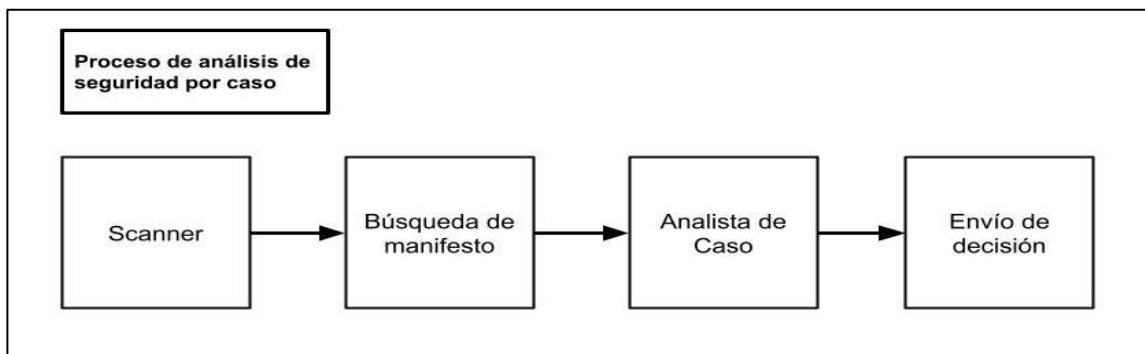 Proceso de análisis de
seguridad por caso
Scanner
Búsqueda de
manifesto
Analista de
Caso
Envío de
decisión